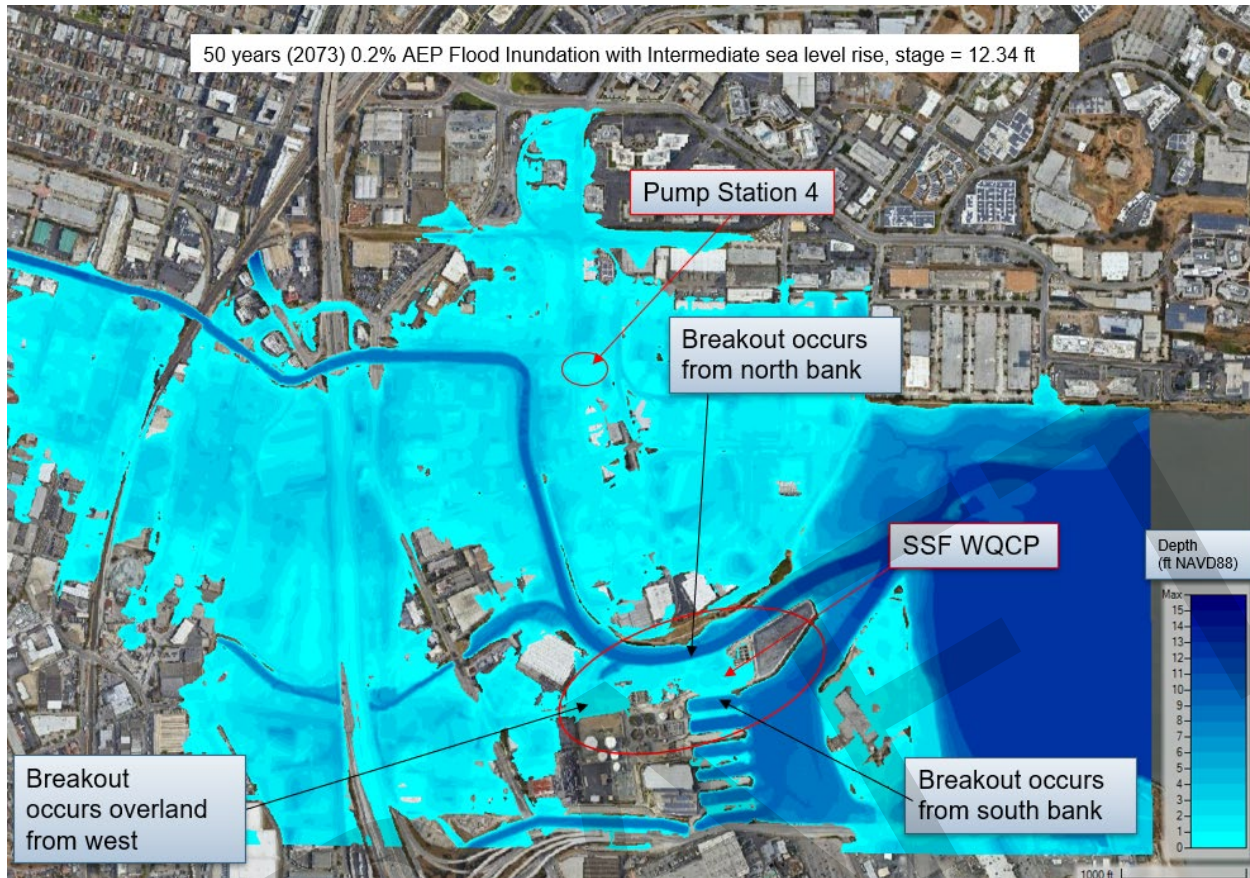 50 years (2073) 0.2% AEP Flood Inundation with Intermediate sea level rise, stage = 12.34 ft
Pump Station 4
Breakout occurs
from north bank
SSF WQCP
Depth
(ft NAVD88)
Max
15
14
13
12
11
10
9
8
7
6
5
4
3
2
1
0
Breakout
occurs overland
from west
Breakout occurs
from south bank
1000 ft